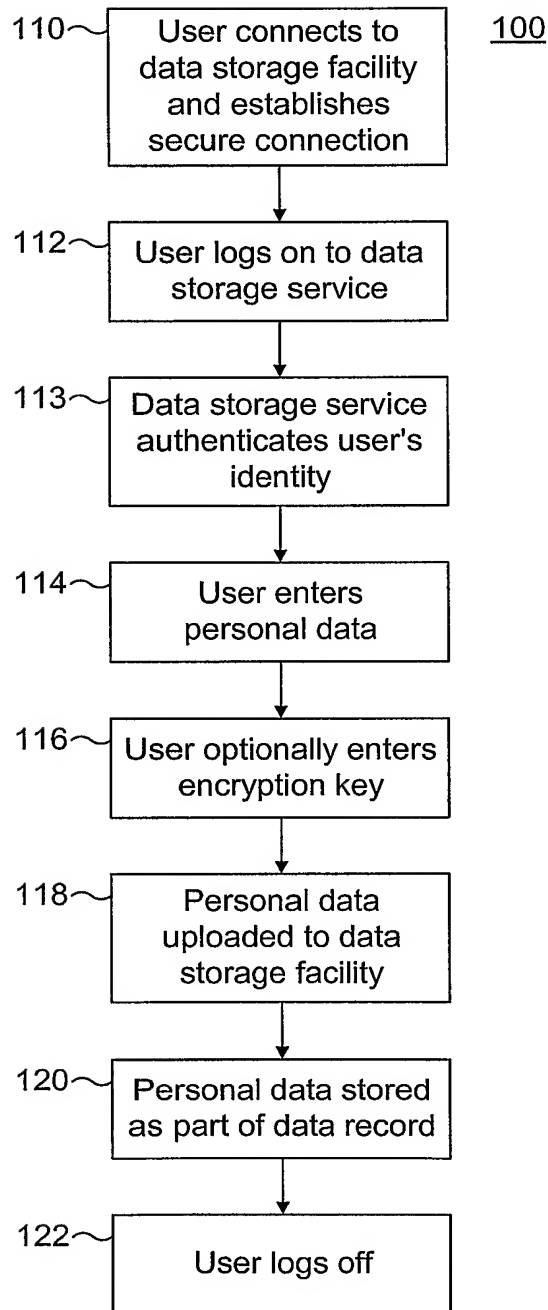 110
User connects to
data storage facility
and establishes
secure connection
100
112
User logs on to data
storage service
113
Data storage service
authenticates user's
identity
114
User enters
personal data
116
User optionally enters
encryption key
118
Personal data
uploaded to data
storage facility
120
Personal data stored
as part of data record
122
User logs off